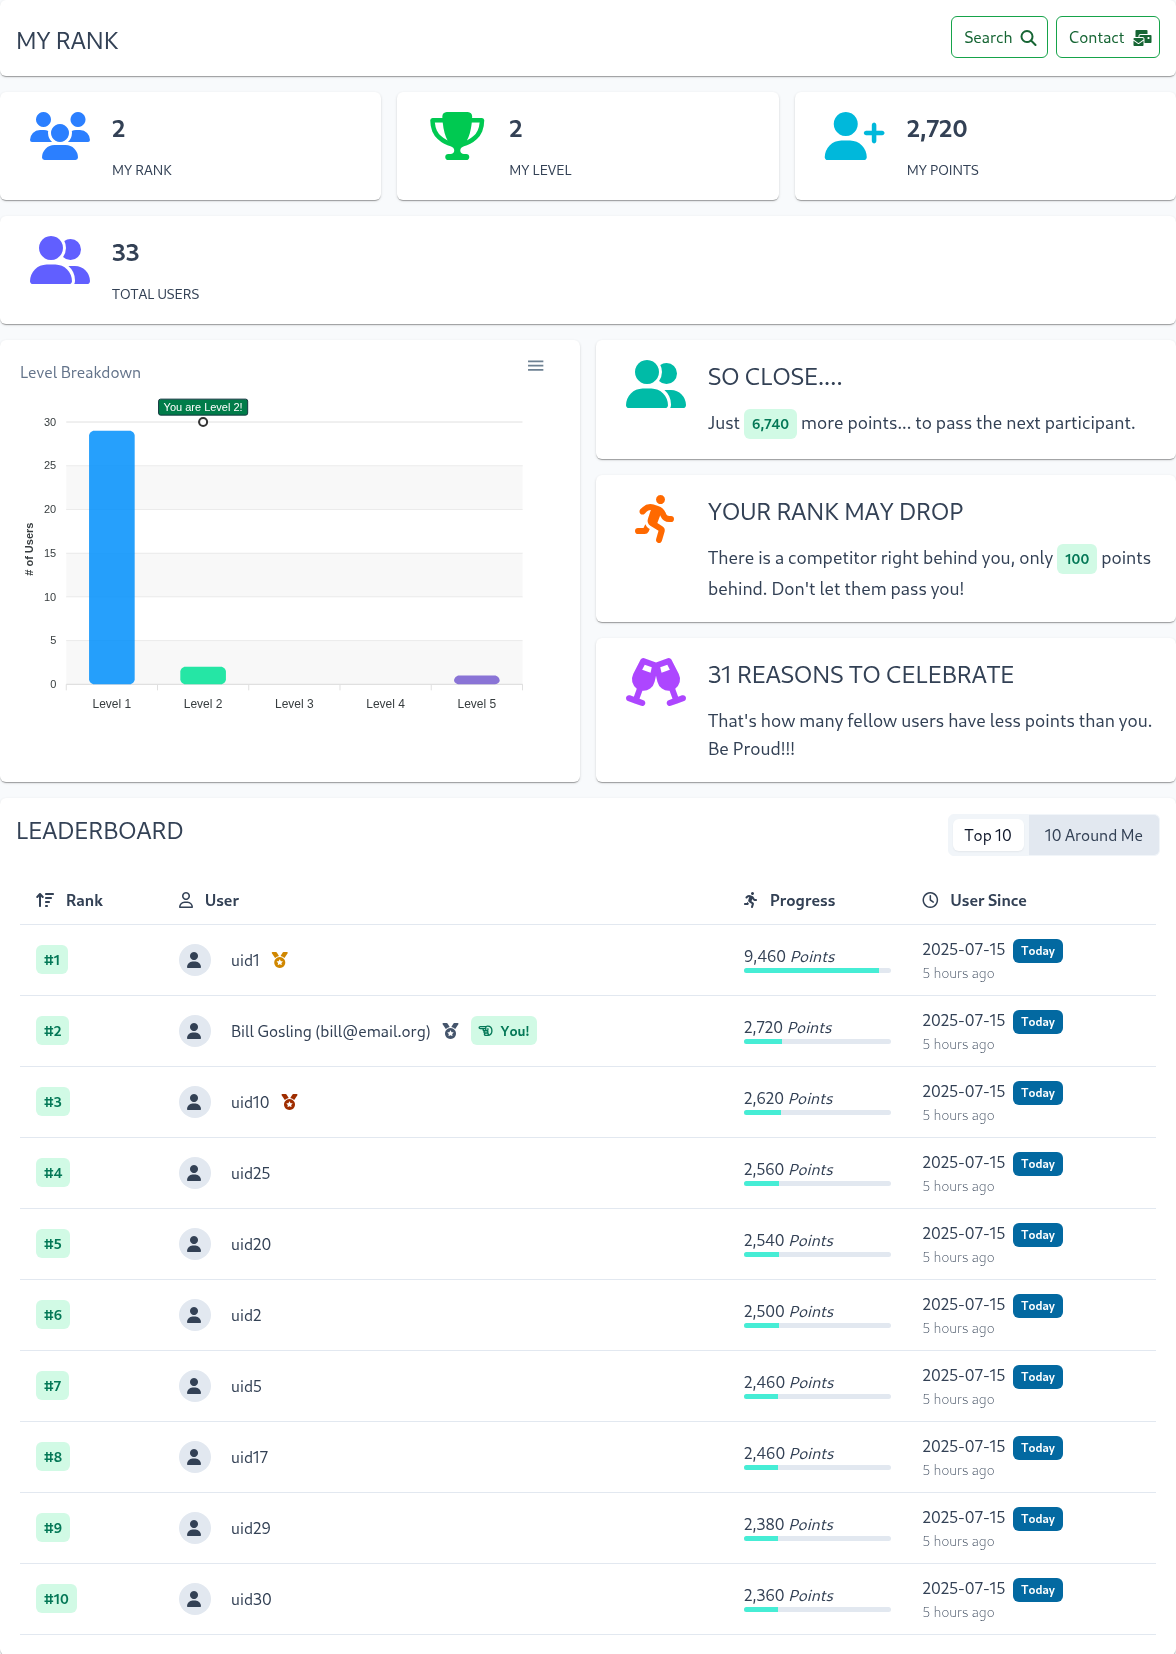 MY RANK
Search
Contact
2
MY RANK
2
MY LEVEL
2,720
MY POINTS
33
TOTAL USERS
Level Breakdown
You are Level 2!
30
25
20
15
10
5
0
# of Users
Level 1
Level 2
Level 3
Level 4
Level 5
SO CLOSE....
Just 6,740 more points... to pass the next participant.
YOUR RANK MAY DROP
There is a competitor right behind you, only 100 points
behind. Don't let them pass you!
31 REASONS TO CELEBRATE
That's how many fellow users have less points than you.
Be Proud!!!
LEADERBOARD
Top 10
10 Around Me
Rank User Progress User Since
#1 uid1 9,460 Points 2025-07-15 Today
5 hours ago
#2 Bill Gosling (bill@email.org) You! 2,720 Points 2025-07-15 Today
5 hours ago
#3 uid10 2,620 Points 2025-07-15 Today
5 hours ago
#4 uid25 2,560 Points 2025-07-15 Today
5 hours ago
#5 uid20 2,540 Points 2025-07-15 Today
5 hours ago
#6 uid2 2,500 Points 2025-07-15 Today
5 hours ago
#7 uid5 2,460 Points 2025-07-15 Today
5 hours ago
#8 uid17 2,460 Points 2025-07-15 Today
5 hours ago
#9 uid29 2,380 Points 2025-07-15 Today
5 hours ago
#10 uid30 2,360 Points 2025-07-15 Today
5 hours ago